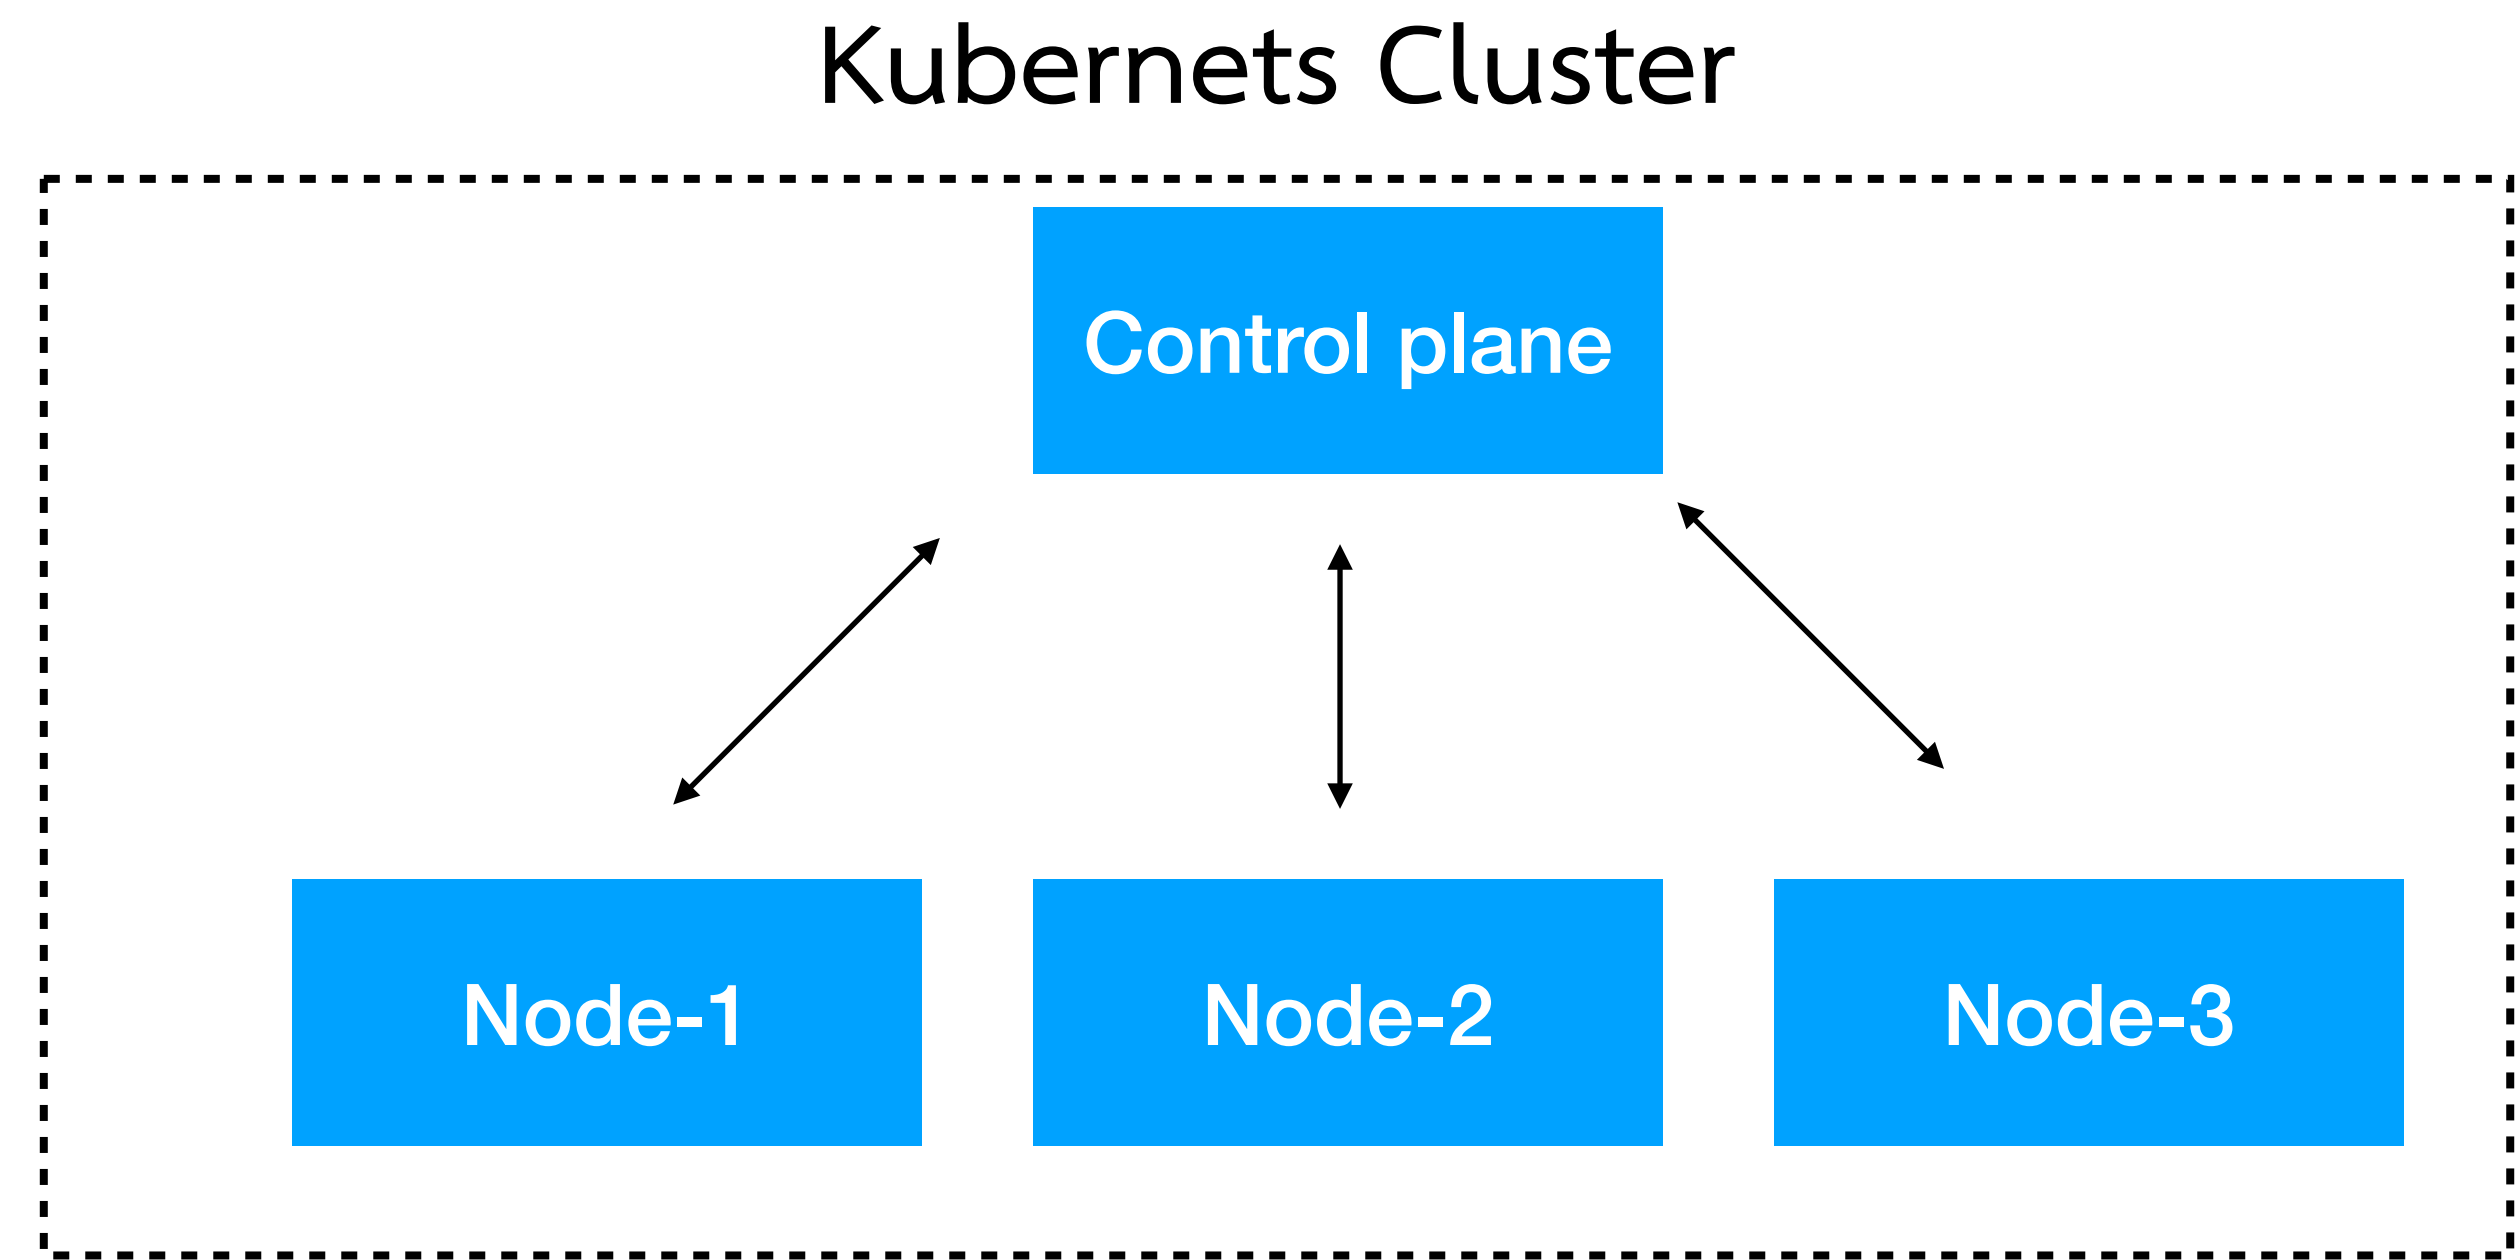 Kubernets Cluster
Control plane
Node-1
Node-2
Node-3